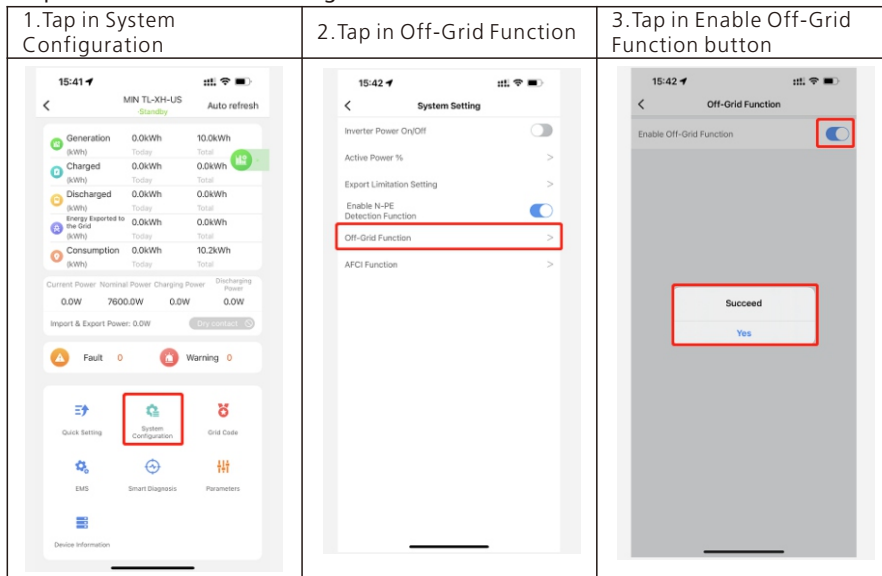 1.Tap in System
Configuration
2.Tap in Off-Grid Function
3.Tap in Enable Off-Grid
Function button
15:41
MIN TL-XH-US
Standby
Auto refresh
Generation 0.0kWh 10.0kWh
(kWh) Today Total
Charged 0.0kWh 0.0kWh
(kWh) Today Total
Discharged 0.0kWh 0.0kWh
(kWh) Today Total
Energy Exported to
the Grid 0.0kWh 0.0kWh
(kWh) Today Total
Consumption 0.0kWh 10.2kWh
(kWh) Today Total
Current Power Nominal Power Charging Power Discharging
Power
0.0W 7600.0W 0.0W 0.0W
Import & Export Power: 0.0W Dry contact
Fault 0 Warning 0
Quick Setting System
Configuration Grid Code
EMS Smart Diagnosis Parameters
Device Information
15:42
System Setting
Inverter Power On/Off
Active Power % >
Export Limitation Setting >
Enable N-PE
Detection Function
Off-Grid Function >
AFCI Function >
15:42
Off-Grid Function
Enable Off-Grid Function
Succeed
Yes